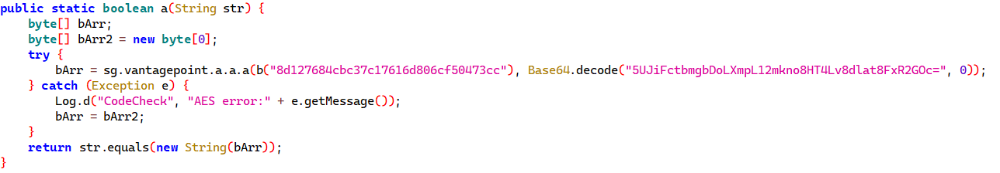 public static boolean a(String str) {
    byte[] bArr;
    byte[] bArr2 = new byte[0];
    try {
        bArr = sg.vantagepoint.a.a.a(b("8d127684cbc37c17616d806cf50473cc"), Base64.decode("5UJiFctbmgbDoLXmpL12mkno8HT4Lv8dlat8FxR2GOc=", 0));
    } catch (Exception e) {
        Log.d("CodeCheck", "AES error:" + e.getMessage());
        bArr = bArr2;
    }
    return str.equals(new String(bArr));
}